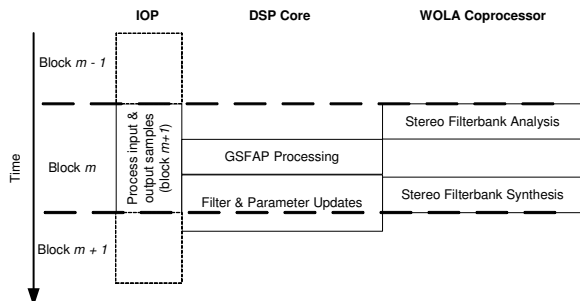 IOP
DSP Core
WOLA Coprocessor
Block m - 1
Stereo Filterbank Analysis
Time
Block m
Process input &
output samples
(block m+1)
GSFAP Processing
Filter & Parameter Updates
Stereo Filterbank Synthesis
Block m + 1